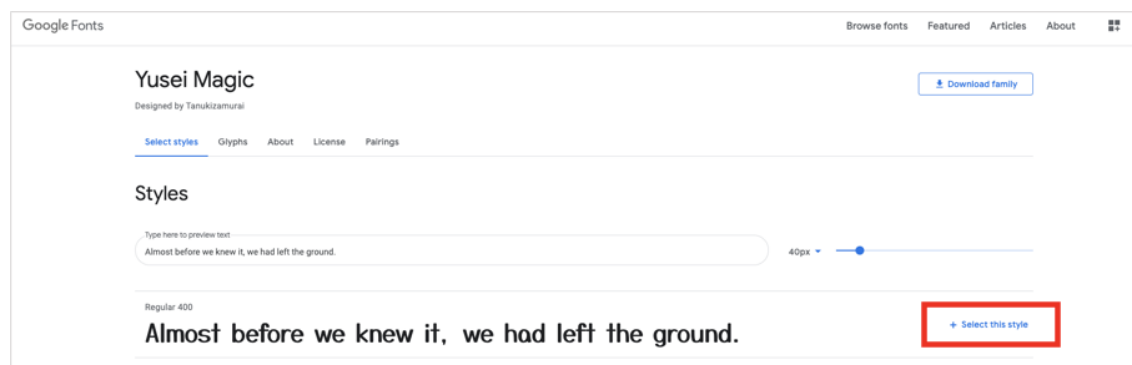 Google Fonts Browse fonts Featured Articles About
Yusei Magic
Download family
Designed by Tanukizamurai
Select styles Glyphs About License Pairings
Styles
Type here to preview text
Almost before we knew it, we had left the ground.
40px
Regular 400
+ Select this style
Almost before we knew it, we had left the ground.